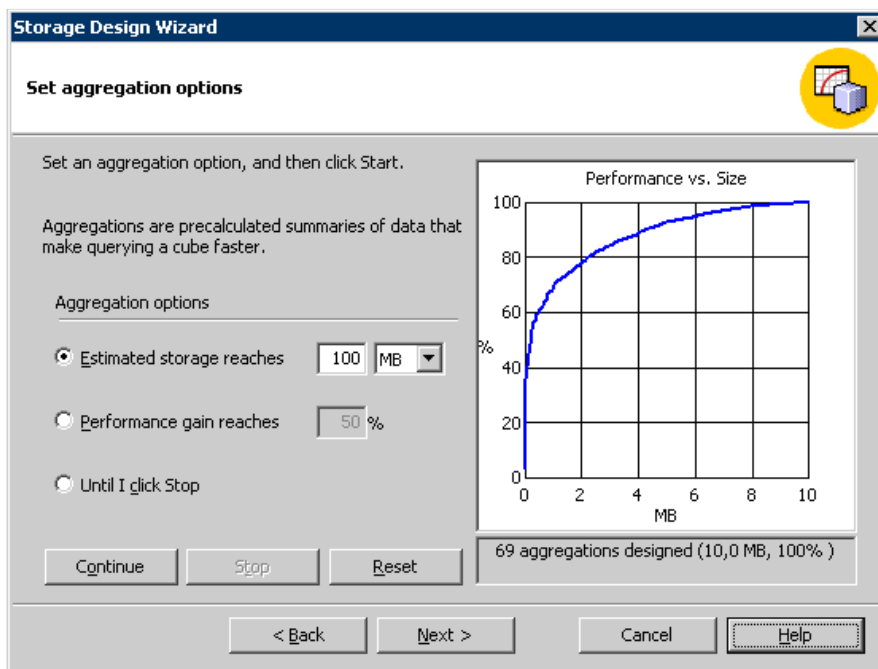 Storage Design Wizard
Set aggregation options
Set an aggregation option, and then click Start.
Aggregations are precalculated summaries of data that
make querying a cube faster.
Aggregation options
Estimated storage reaches 100 MB
Performance gain reaches 50 %
Until I click Stop
Continue Stop Reset
Performance vs. Size
100
80
60
%
40
20
0
0 2 4 6 8 10
MB
69 aggregations designed (10,0 MB, 100% )
< Back Next > Cancel Help